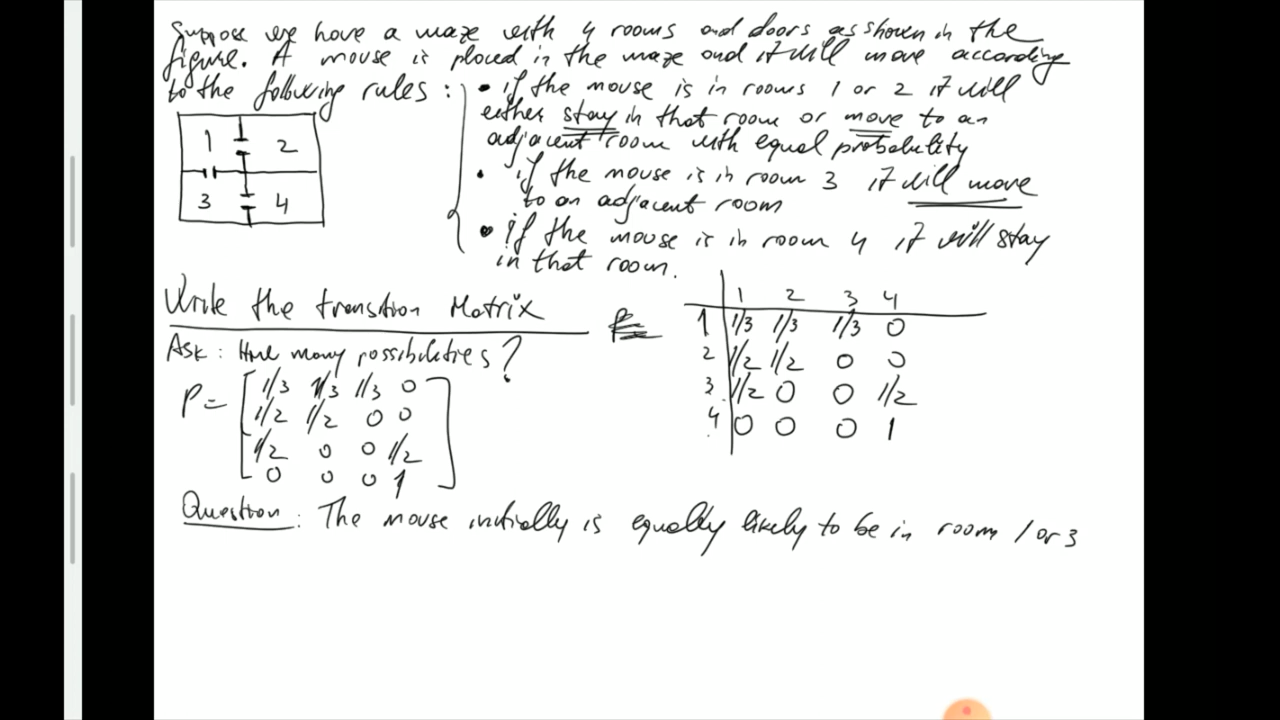 Suppose we have a maze with 4 rooms and doors as shown in the
figure. A mouse is placed in the maze and it will move according
to the following rules : • if the mouse is in rooms 1 or 2 it will
either stay in that room or move to an
adjacent room with equal probability
• if the mouse is in room 3 it will move
to an adjacent room
• if the mouse is in room 4 it will stay
in that room.
1 2
3 4
Write the transition Matrix
Ask : How many possibilities ?
P = [ 1/3 1/3 1/3 0
1/2 1/2 0 0
1/2 0 0 1/2
0 0 0 1 ]
1 2 3 4
1 1/3 1/3 1/3 0
2 1/2 1/2 0 0
3 1/2 0 0 1/2
4 0 0 0 1
Question : The mouse initially is equally likely to be in room 1 or 3